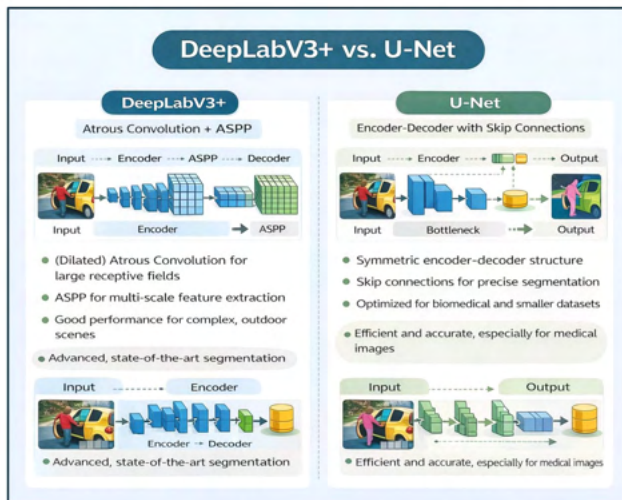 DeepLabV3+ vs. U-Net
DeepLabV3+
Atrous Convolution + ASPP
Input Encoder ASPP Decoder
Input Encoder ASPP
(Dilated) Atrous Convolution for
large receptive fields
ASPP for multi-scale feature extraction
Good performance for complex, outdoor
scenes
Advanced, state-of-the-art segmentation
Input Encoder
Encoder Decoder
Advanced, state-of-the-art segmentation
U-Net
Encoder-Decoder with Skip Connections
Input Encoder Output
Input Bottleneck Output
Symmetric encoder-decoder structure
Skip connections for precise segmentation
Optimized for biomedical and smaller datasets
Efficient and accurate, especially for medical
images
Input Output
Efficient and accurate, especially for medical images